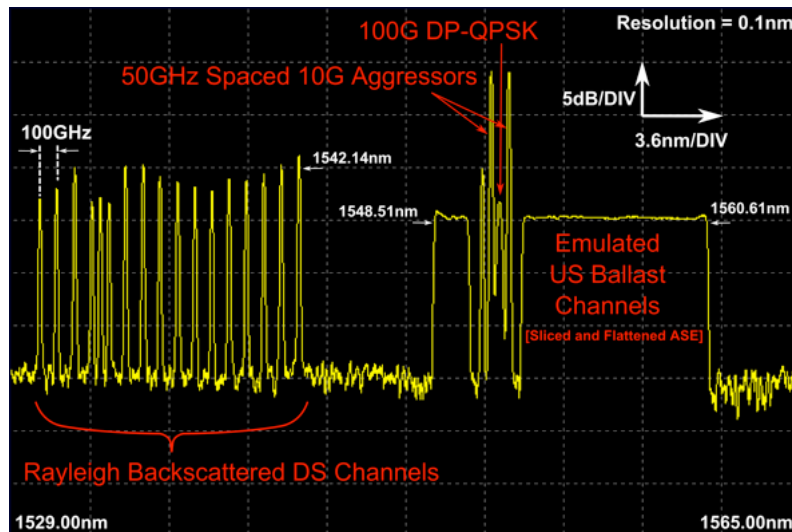 100G DP-QPSK
Resolution = 0.1nm
50GHz Spaced 10G Aggressors
5dB/DIV
3.6nm/DIV
100GHz
1542.14nm
1548.51nm
1560.61nm
Emulated
US Ballast
Channels
[Sliced and Flattened ASE]
Rayleigh Backscattered DS Channels
1529.00nm
1565.00nm